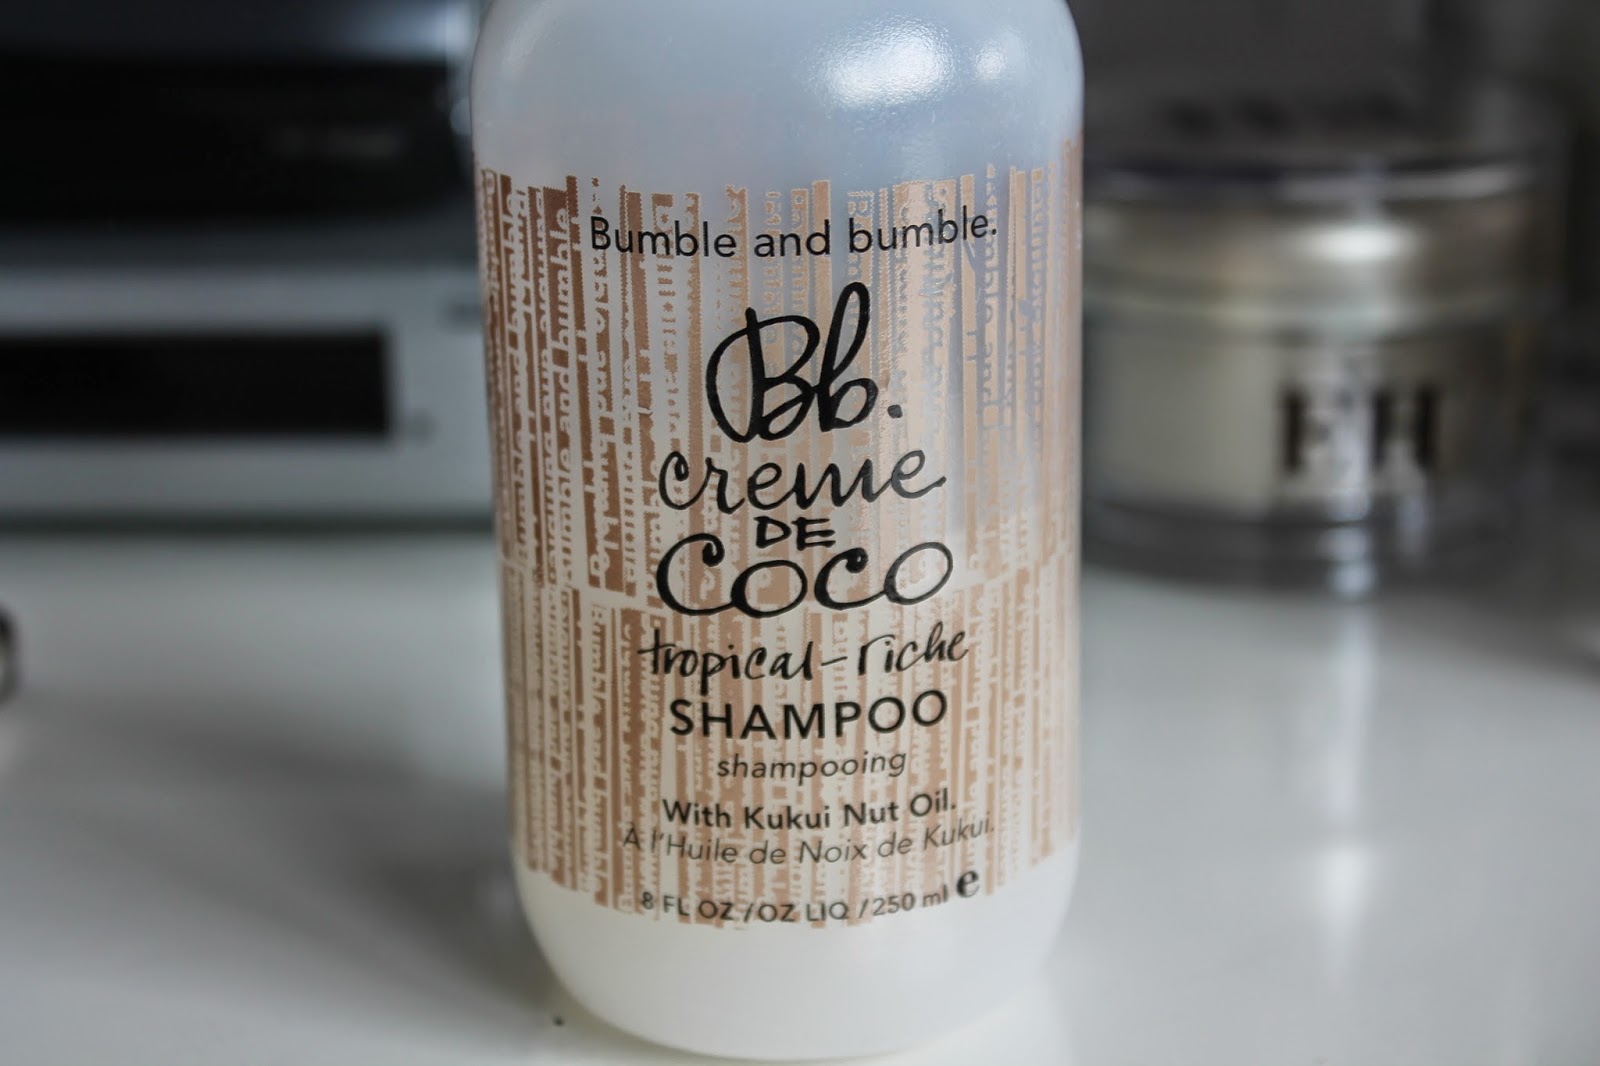 Bumble and bumble.
Bb.
creme
DE
COCO
tropical-riche
SHAMPOO
shampooing
With Kukui Nut Oil.
À l'Huile de Noix de Kukui.
8 FL OZ/OZ LIQ/250 ml e
EH